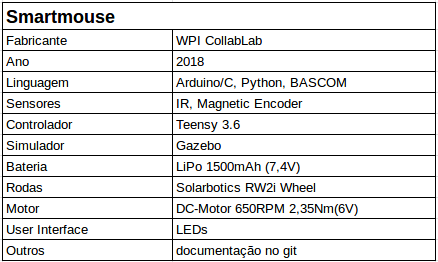 Smartmouse
Fabricante WPI CollabLab
Ano 2018
Linguagem Arduino/C, Python, BASCOM
Sensores IR, Magnetic Encoder
Controlador Teensy 3.6
Simulador Gazebo
Bateria LiPo 1500mAh (7,4V)
Rodas Solarbotics RW2i Wheel
Motor DC-Motor 650RPM 2,35Nm(6V)
User Interface LEDs
Outros documentação no git